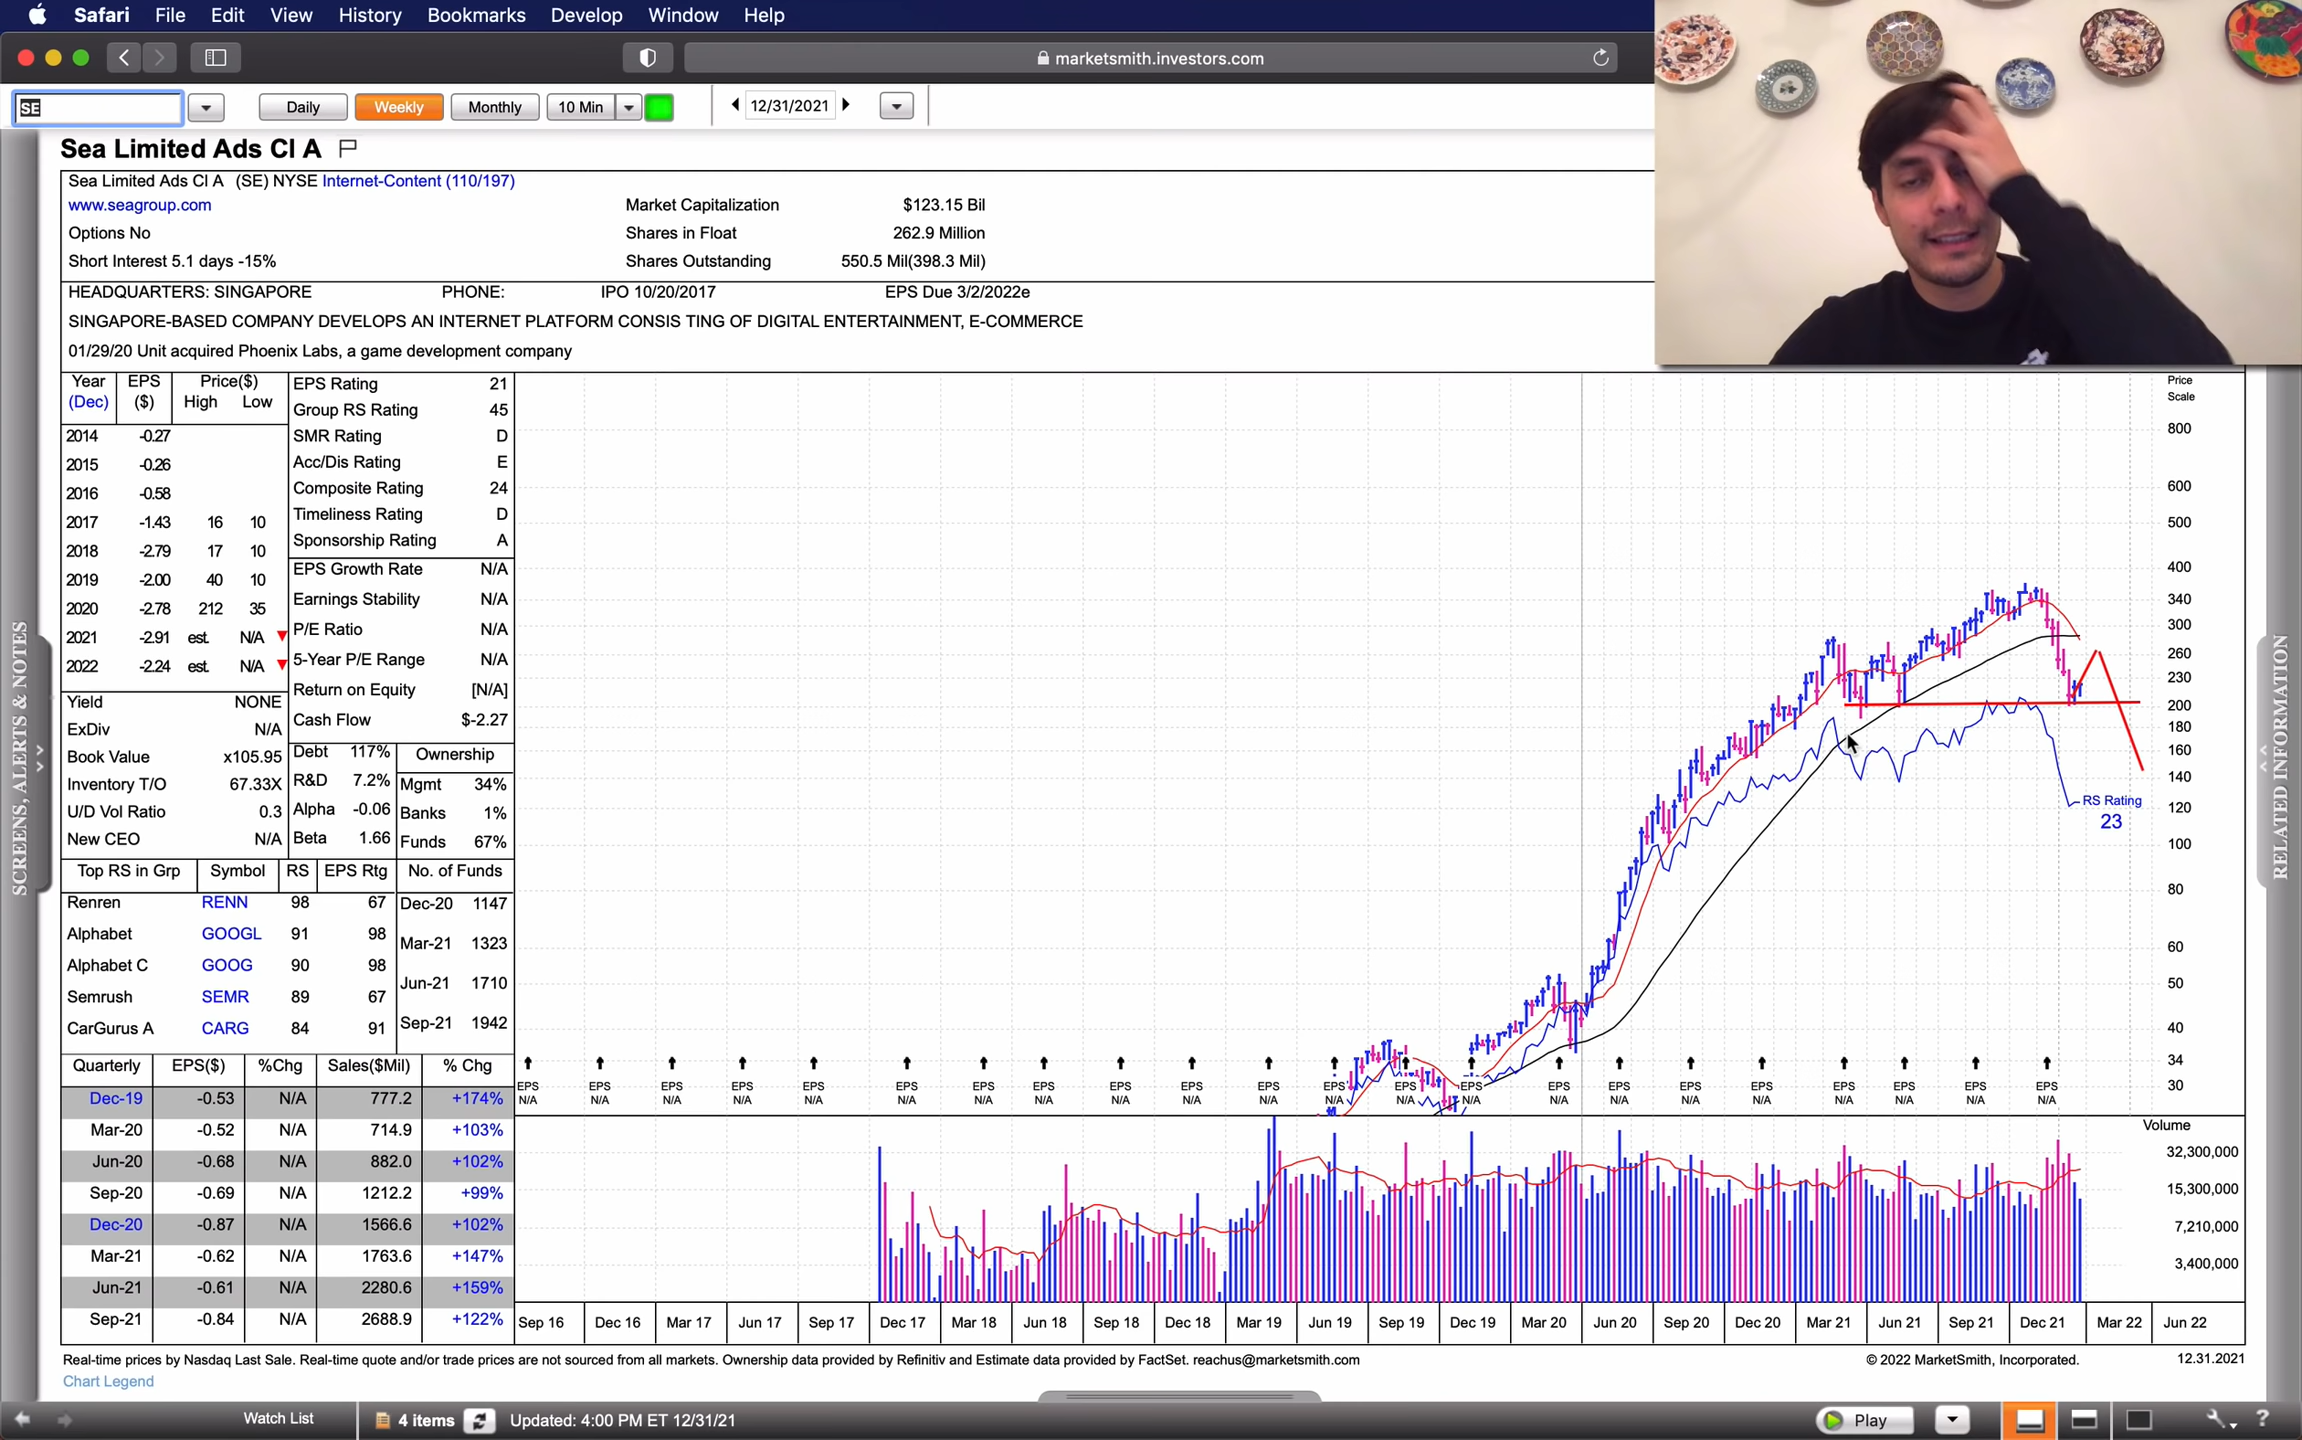 Safari File Edit View History Bookmarks Develop Window Help
marketsmith.investors.com
SE Daily Weekly Monthly 10 Min 12/31/2021
Sea Limited Ads Cl A
Sea Limited Ads Cl A (SE) NYSE Internet-Content (110/197)
www.seagroup.com Market Capitalization $123.15 Bil
Options No Shares in Float 262.9 Million
Short Interest 5.1 days -15% Shares Outstanding 550.5 Mil(398.3 Mil)
HEADQUARTERS: SINGAPORE PHONE: IPO 10/20/2017 EPS Due 3/2/2022e
SINGAPORE-BASED COMPANY DEVELOPS AN INTERNET PLATFORM CONSIS TING OF DIGITAL ENTERTAINMENT, E-COMMERCE
01/29/20 Unit acquired Phoenix Labs, a game development company
Year EPS Price($)
(Dec) ($) High Low
2014 -0.27
2015 -0.26
2016 -0.58
2017 -1.43 16 10
2018 -2.79 17 10
2019 -2.00 40 10
2020 -2.78 212 35
2021 -2.91 est. N/A
2022 -2.24 est. N/A
Yield NONE
ExDiv N/A
Book Value x105.95
Inventory T/O 67.33X
U/D Vol Ratio 0.3
New CEO N/A
EPS Rating 21
Group RS Rating 45
SMR Rating D
Acc/Dis Rating E
Composite Rating 24
Timeliness Rating D
Sponsorship Rating A
EPS Growth Rate N/A
Earnings Stability N/A
P/E Ratio N/A
5-Year P/E Range N/A
Return on Equity [N/A]
Cash Flow $-2.27
Debt 117%
R&D 7.2%
Alpha -0.06
Beta 1.66
Ownership
Mgmt 34%
Banks 1%
Funds 67%
Top RS in Grp Symbol RS EPS Rtg
Renren RENN 98 67
Alphabet GOOGL 91 98
Alphabet C GOOG 90 98
Semrush SEMR 89 67
CarGurus A CARG 84 91
No. of Funds
Dec-20 1147
Mar-21 1323
Jun-21 1710
Sep-21 1942
Quarterly EPS($) %Chg Sales($Mil) % Chg
Dec-19 -0.53 N/A 777.2 +174%
Mar-20 -0.52 N/A 714.9 +103%
Jun-20 -0.68 N/A 882.0 +102%
Sep-20 -0.69 N/A 1212.2 +99%
Dec-20 -0.87 N/A 1566.6 +102%
Mar-21 -0.62 N/A 1763.6 +147%
Jun-21 -0.61 N/A 2280.6 +159%
Sep-21 -0.84 N/A 2688.9 +122%
Price
Scale
800
600
500
400
340
300
260
230
200
180
160
140
120
100
80
60
50
40
34
30
RS Rating
23
EPS EPS EPS EPS EPS EPS EPS EPS EPS EPS EPS EPS EPS EPS EPS EPS EPS EPS EPS EPS EPS EPS
N/A N/A N/A N/A N/A N/A N/A N/A N/A N/A N/A N/A N/A N/A N/A N/A N/A N/A N/A N/A N/A N/A
Volume
32,300,000
15,300,000
7,210,000
3,400,000
Sep 16 Dec 16 Mar 17 Jun 17 Sep 17 Dec 17 Mar 18 Jun 18 Sep 18 Dec 18 Mar 19 Jun 19 Sep 19 Dec 19 Mar 20 Jun 20 Sep 20 Dec 20 Mar 21 Jun 21 Sep 21 Dec 21 Mar 22 Jun 22
Real-time prices by Nasdaq Last Sale. Real-time quote and/or trade prices are not sourced from all markets. Ownership data provided by Refinitiv and Estimate data provided by FactSet. reachus@marketsmith.com © 2022 MarketSmith, Incorporated. 12.31.2021
Chart Legend
SCREENS, ALERTS & NOTES
RELATED INFORMATION
Watch List 4 items Updated: 4:00 PM ET 12/31/21 Play ?